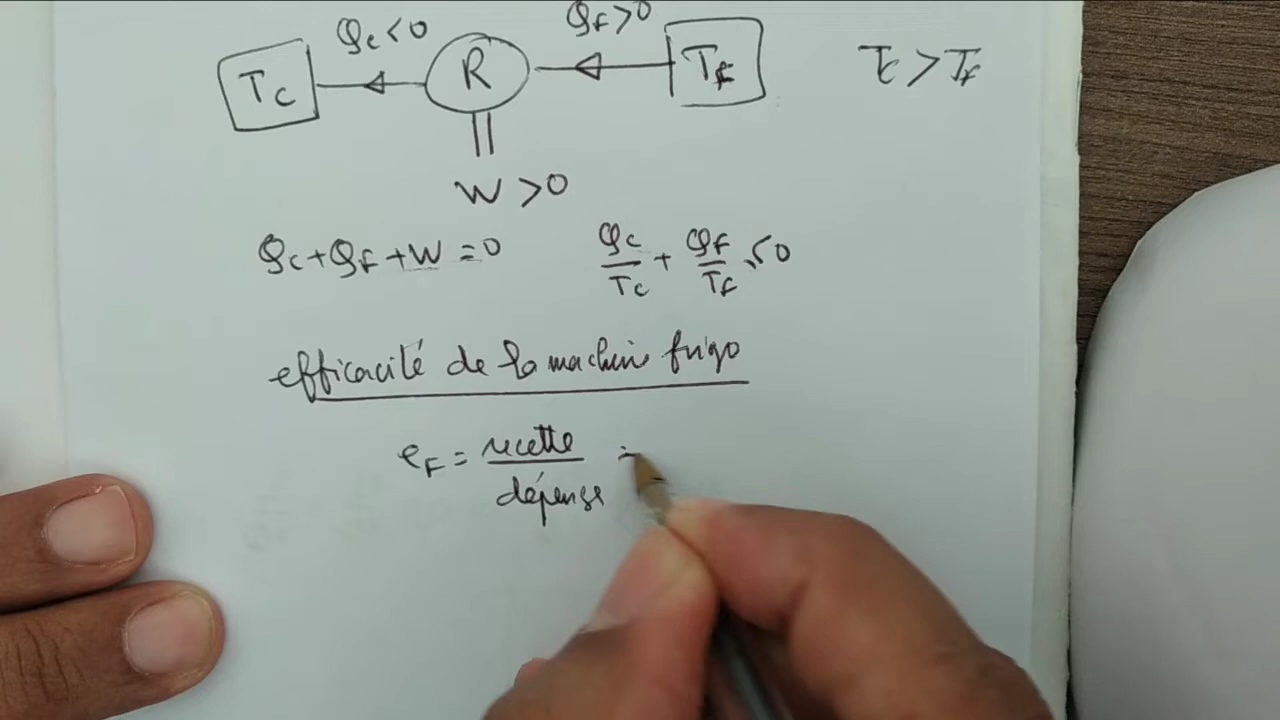 Qc<0 Qf>0
Tc R Tf Tc > Tf
W >0
Qc+Qf+W=0 Qc/Tc + Qf/Tf ≤0
efficacité de la machine frigo
eF = recette/dépense =